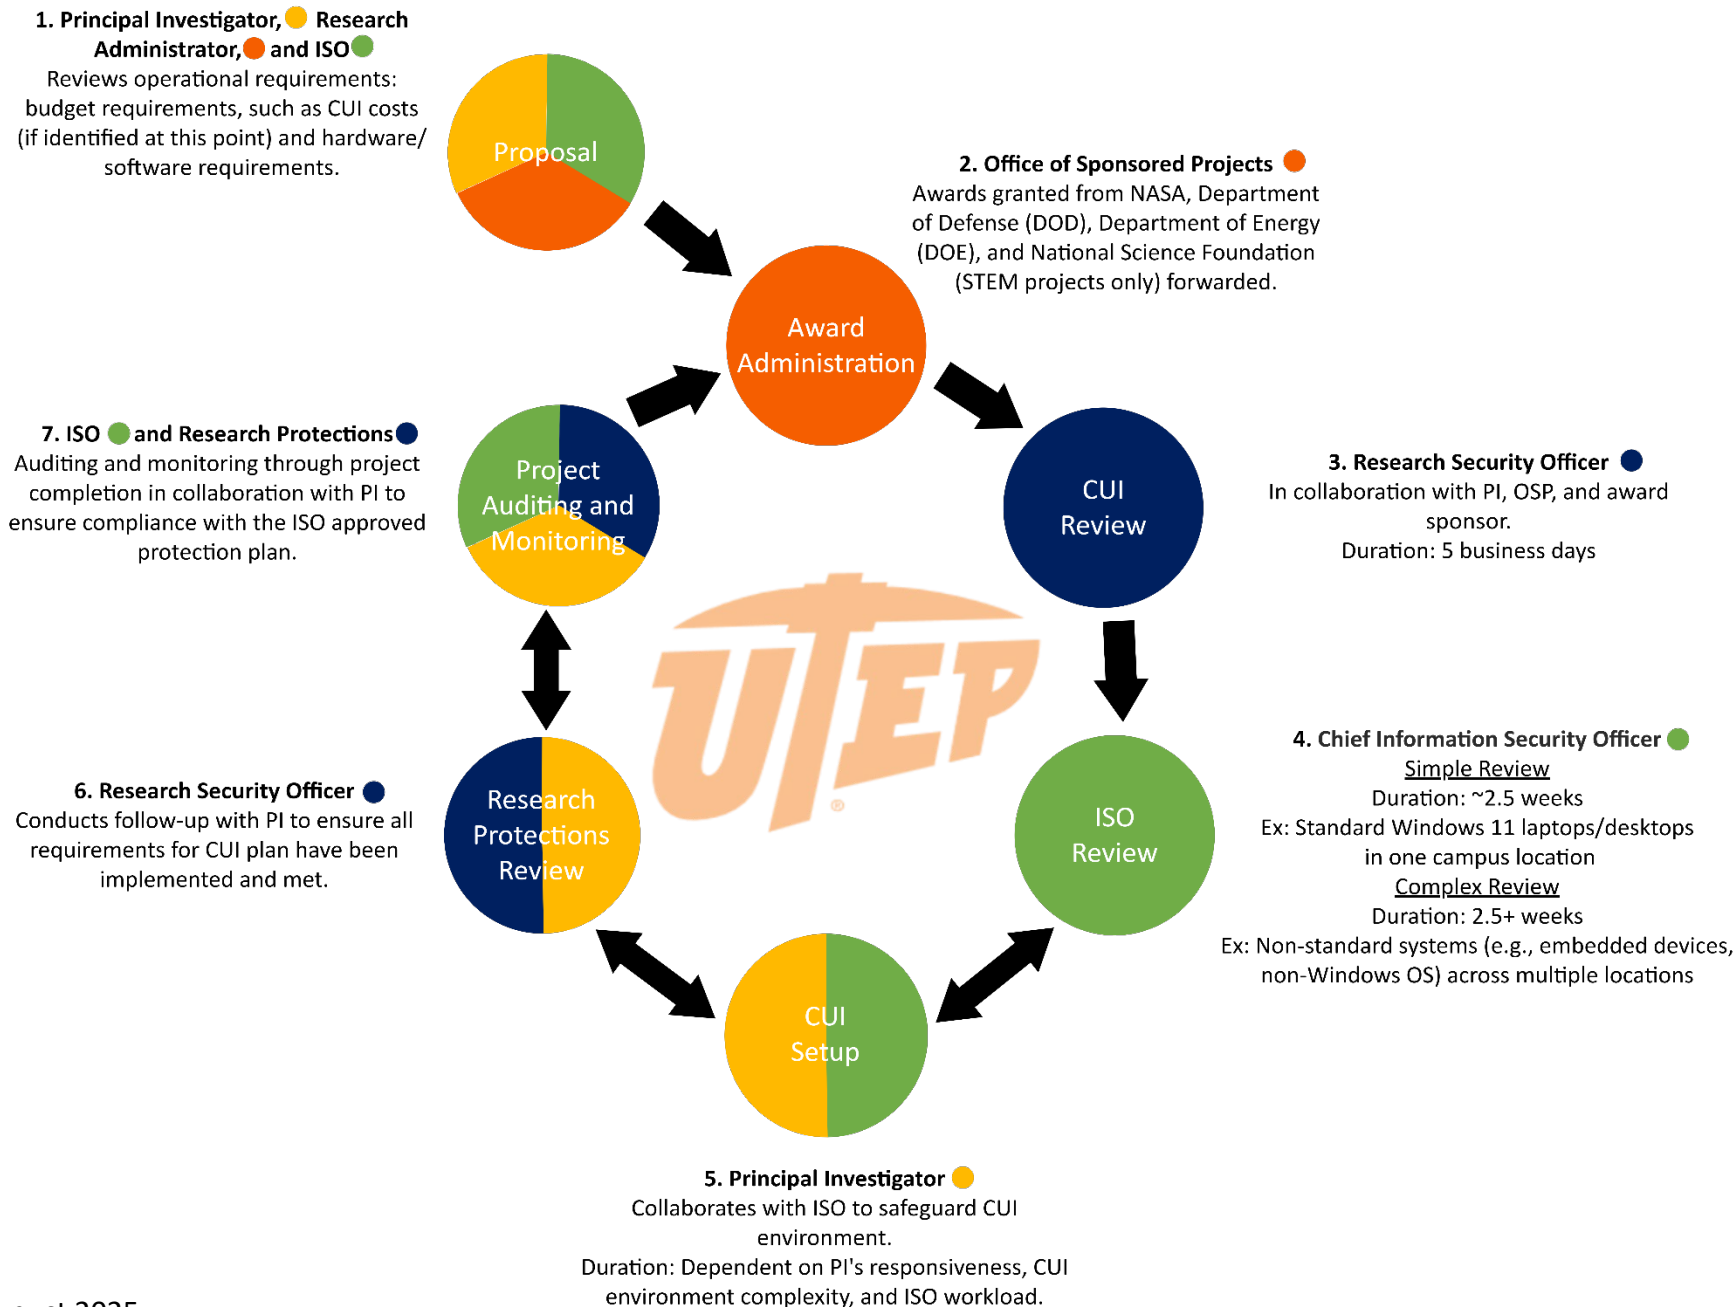 1. Principal Investigator, Research
Administrator, and ISO
Reviews operational requirements:
budget requirements, such as CUI costs
(if identified at this point) and hardware/
software requirements.
Proposal
2. Office of Sponsored Projects
Awards granted from NASA, Department
of Defense (DOD), Department of Energy
(DOE), and National Science Foundation
(STEM projects only) forwarded.
Award
Administration
3. Research Security Officer
In collaboration with PI, OSP, and award
sponsor.
Duration: 5 business days
CUI
Review
4. Chief Information Security Officer
Simple Review
Duration: ~2.5 weeks
Ex: Standard Windows 11 laptops/desktops
in one campus location
Complex Review
Duration: 2.5+ weeks
Ex: Non-standard systems (e.g., embedded devices,
non-Windows OS) across multiple locations
ISO
Review
CUI
Setup
5. Principal Investigator
Collaborates with ISO to safeguard CUI
environment.
Duration: Dependent on PI's responsiveness, CUI
environment complexity, and ISO workload.
6. Research Security Officer
Conducts follow-up with PI to ensure all
requirements for CUI plan have been
implemented and met.
Research
Protections
Review
7. ISO and Research Protections
Auditing and monitoring through project
completion in collaboration with PI to
ensure compliance with the ISO approved
protection plan.
Project
Auditing and
Monitoring
UTEP
®
2025